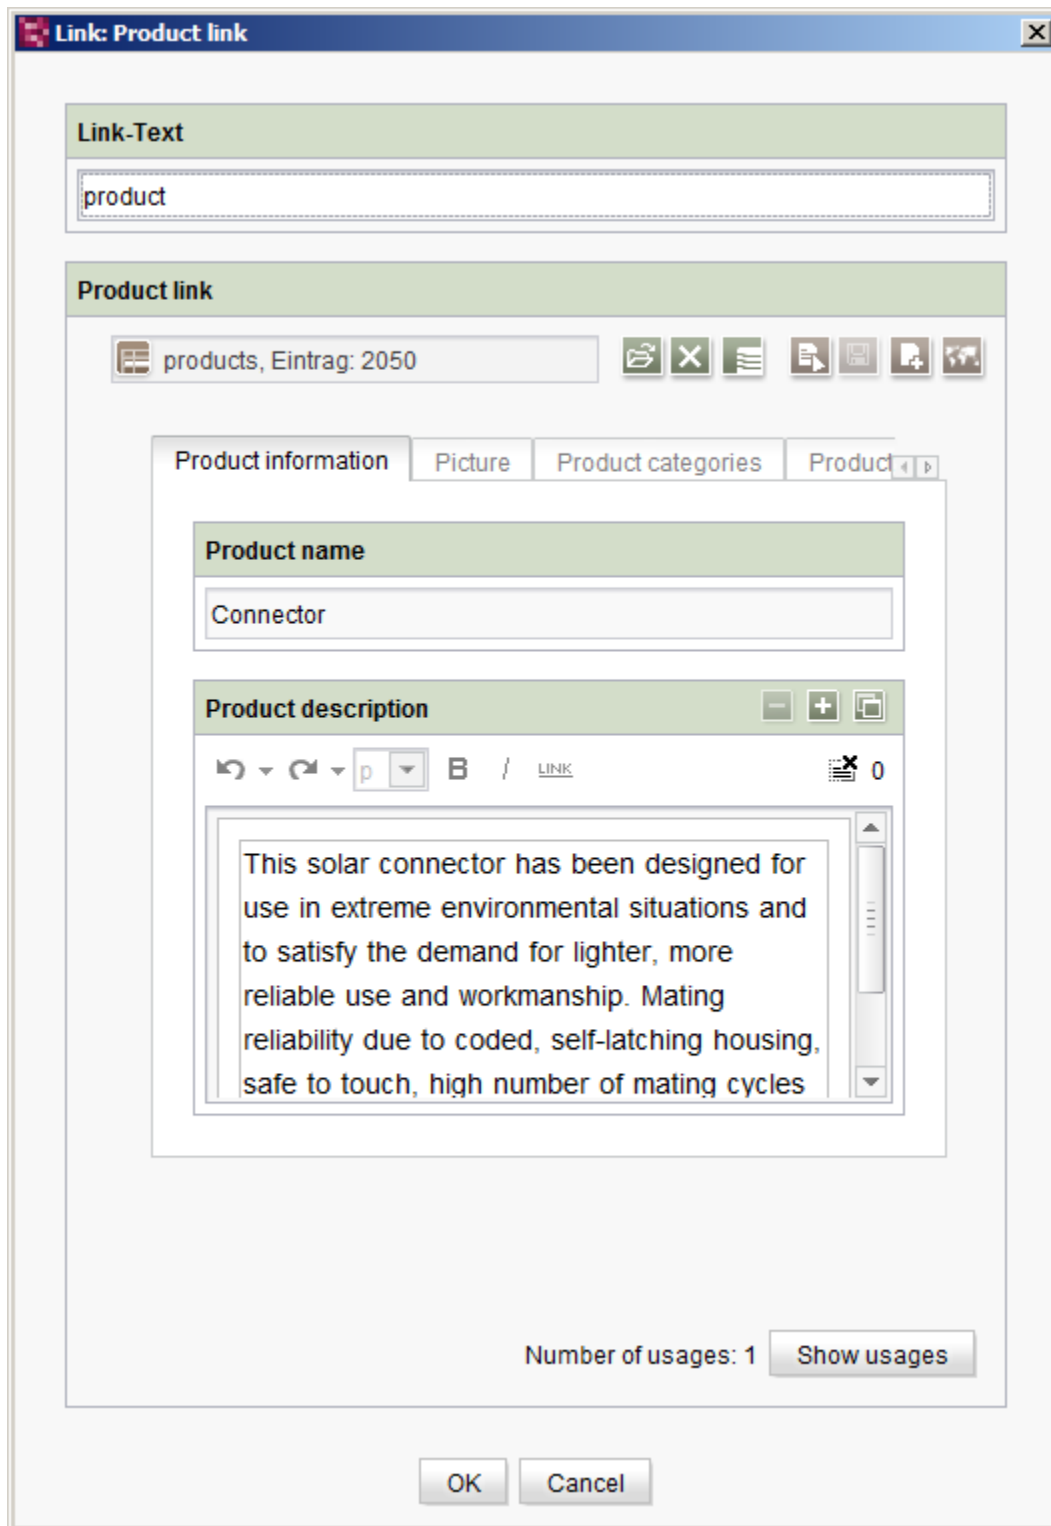 Link: Product link
Link-Text
product
Product link
products, Eintrag: 2050
Product information Picture Product categories Product
Product name
Connector
Product description
p B I LINK 0
This solar connector has been designed for
use in extreme environmental situations and
to satisfy the demand for lighter, more
reliable use and workmanship. Mating
reliability due to coded, self-latching housing,
safe to touch, high number of mating cycles
Number of usages: 1 Show usages
OK Cancel